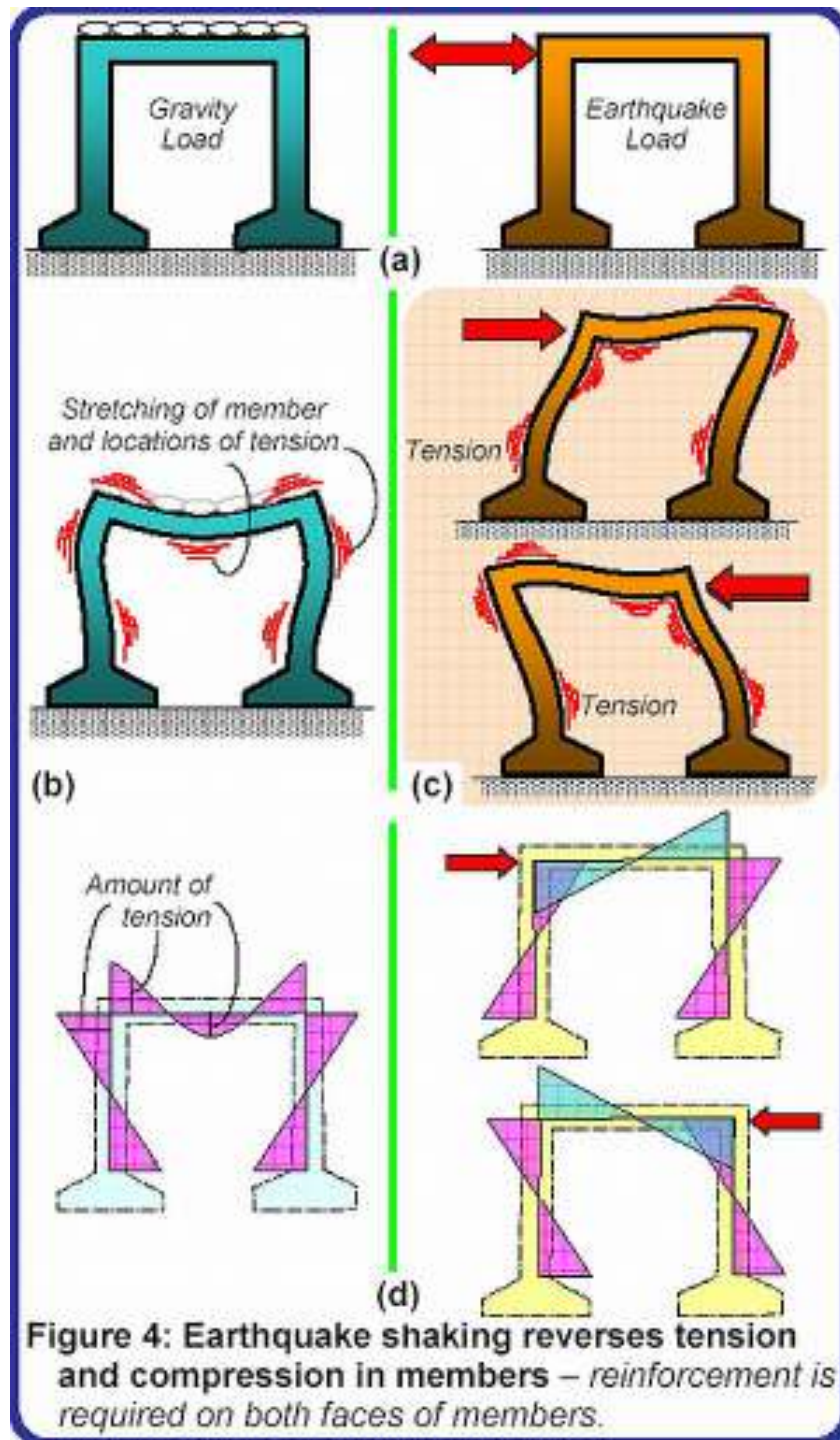 Gravity
Load
Earthquake
Load
(a)
Stretching of member
and locations of tension
Tension
Tension
(b)
(c)
Amount of
tension
(d)
Figure 4: Earthquake shaking reverses tension
and compression in members – reinforcement is
required on both faces of members.